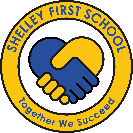 SHELLEY FIRST SCHOOL
Together We Succeed